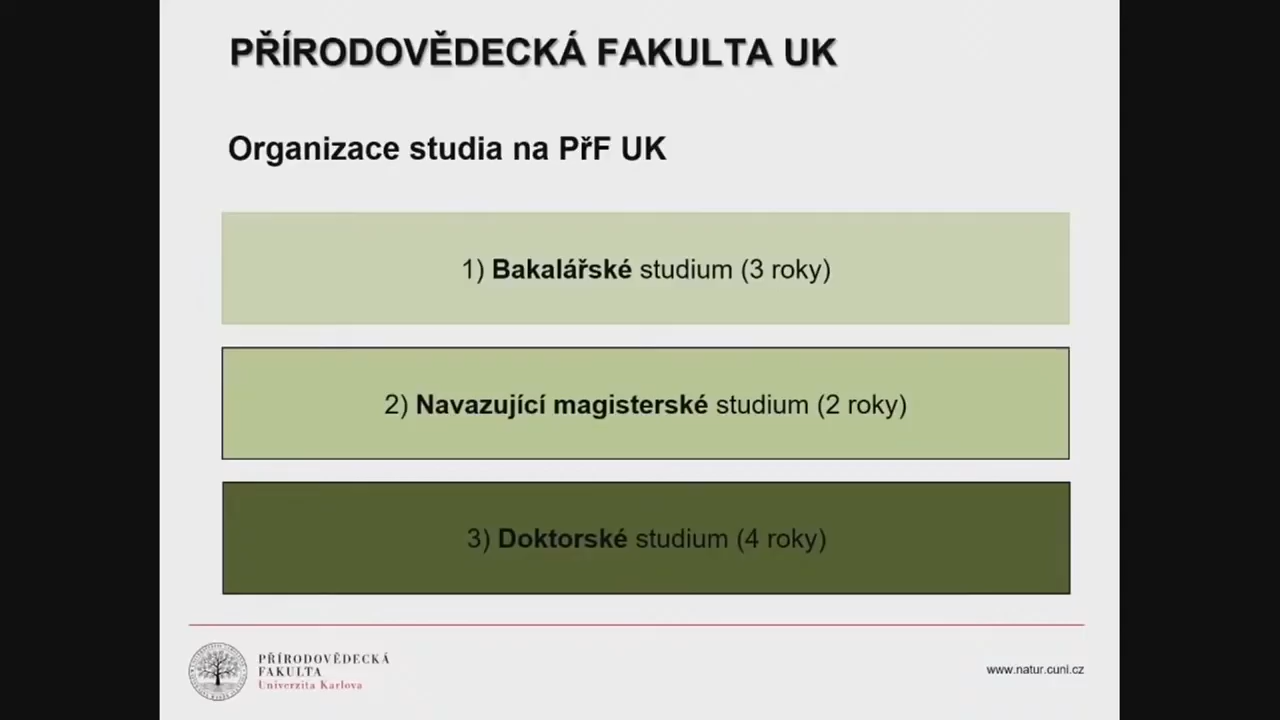 PŘÍRODOVĚDECKÁ FAKULTA UK
Organizace studia na PřF UK
1) Bakalářské studium (3 roky)
2) Navazující magisterské studium (2 roky)
3) Doktorské studium (4 roky)
PŘÍRODOVĚDECKÁ
FAKULTA
Univerzita Karlova
www.natur.cuni.cz